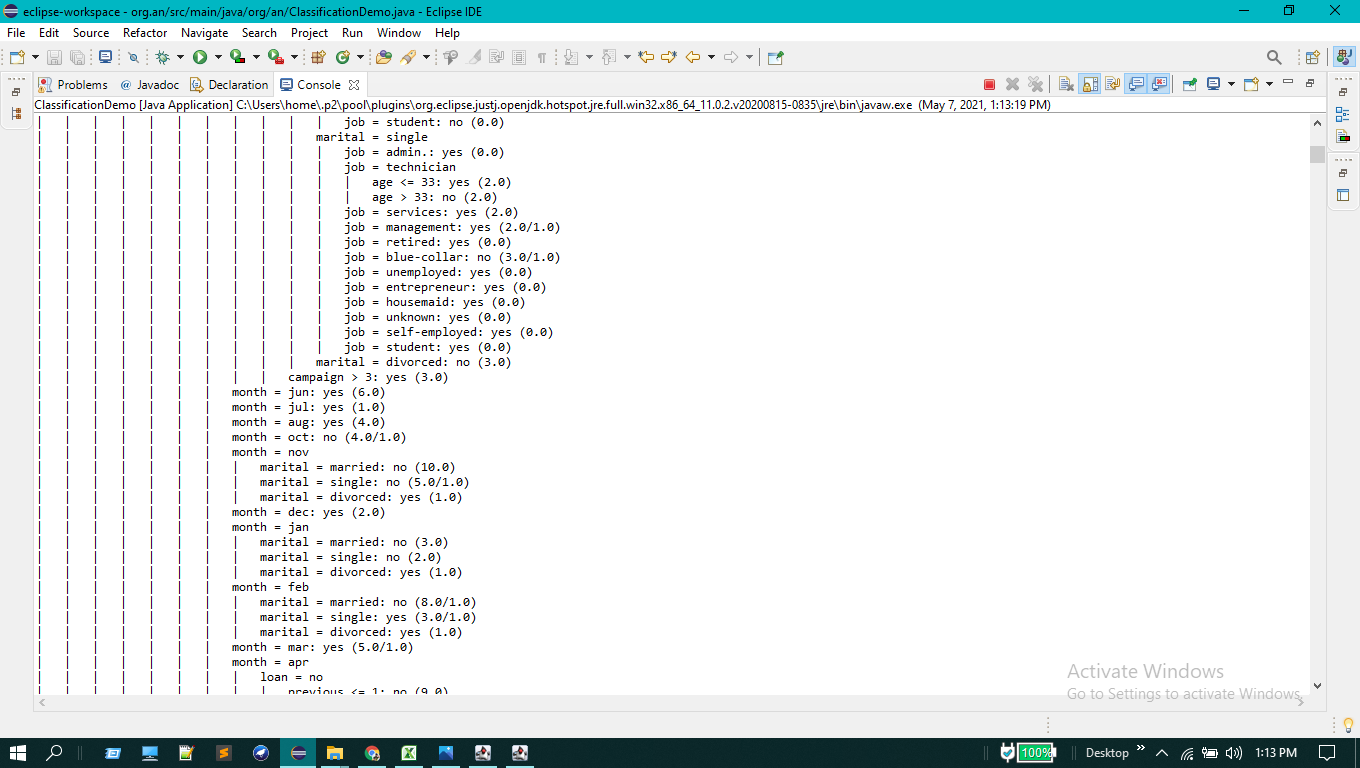 eclipse-workspace - org.an/src/main/java/org/an/ClassificationDemo.java - Eclipse IDE
File Edit Source Refactor Navigate Search Project Run Window Help
Problems @ Javadoc Declaration Console
ClassificationDemo [Java Application] C:\Users\home\.p2\pool\plugins\org.eclipse.justj.openjdk.hotspot.jre.full.win32.x86_64_11.0.2.v20200815-0835\jre\bin\javaw.exe (May 7, 2021, 1:13:19 PM)
| | | | | | | | | | | job = student: no (0.0)
| | | | | | | | | | marital = single
| | | | | | | | | | | job = admin.: yes (0.0)
| | | | | | | | | | | job = technician
| | | | | | | | | | | | age <= 33: yes (2.0)
| | | | | | | | | | | | age > 33: no (2.0)
| | | | | | | | | | | job = services: yes (2.0)
| | | | | | | | | | | job = management: yes (2.0/1.0)
| | | | | | | | | | | job = retired: yes (0.0)
| | | | | | | | | | | job = blue-collar: no (3.0/1.0)
| | | | | | | | | | | job = unemployed: yes (0.0)
| | | | | | | | | | | job = entrepreneur: yes (0.0)
| | | | | | | | | | | job = housemaid: yes (0.0)
| | | | | | | | | | | job = unknown: yes (0.0)
| | | | | | | | | | | job = self-employed: yes (0.0)
| | | | | | | | | | | job = student: yes (0.0)
| | | | | | | | | | marital = divorced: no (3.0)
| | | | | | | | | campaign > 3: yes (3.0)
| | | | | | | month = jun: yes (6.0)
| | | | | | | month = jul: yes (1.0)
| | | | | | | month = aug: yes (4.0)
| | | | | | | month = oct: no (4.0/1.0)
| | | | | | | month = nov
| | | | | | | | marital = married: no (10.0)
| | | | | | | | marital = single: no (5.0/1.0)
| | | | | | | | marital = divorced: yes (1.0)
| | | | | | | month = dec: yes (2.0)
| | | | | | | month = jan
| | | | | | | | marital = married: no (3.0)
| | | | | | | | marital = single: no (2.0)
| | | | | | | | marital = divorced: yes (1.0)
| | | | | | | month = feb
| | | | | | | | marital = married: no (8.0/1.0)
| | | | | | | | marital = single: yes (3.0/1.0)
| | | | | | | | marital = divorced: yes (1.0)
| | | | | | | month = mar: yes (5.0/1.0)
| | | | | | | month = apr
| | | | | | | | loan = no
| | | | | | | | | previous <= 1: no (9.0)
Activate Windows
Go to Settings to activate Windows.
100% Desktop 1:13 PM